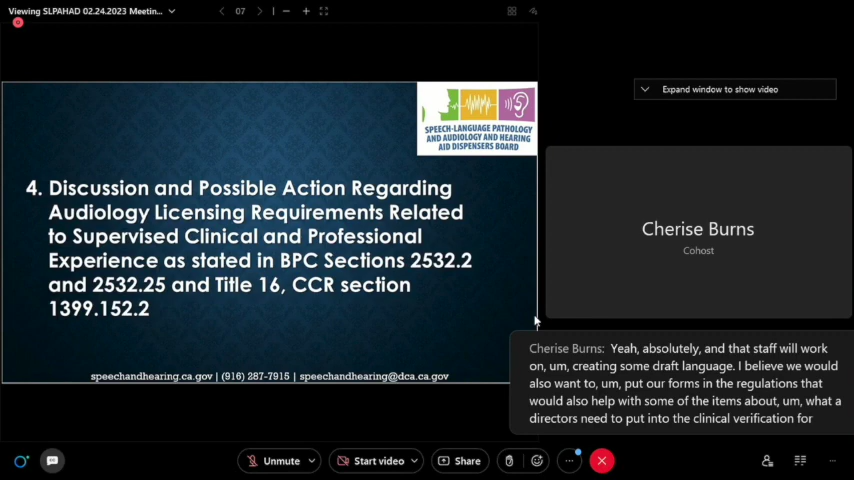 Viewing SLPAHAD 02.24.2023 Meetin...
07
SPEECH-LANGUAGE PATHOLOGY
AND AUDIOLOGY AND HEARING
AID DISPENSERS BOARD
4. Discussion and Possible Action Regarding
Audiology Licensing Requirements Related
to Supervised Clinical and Professional
Experience as stated in BPC Sections 2532.2
and 2532.25 and Title 16, CCR section
1399.152.2
speechandhearing.ca.gov | (916) 287-7915 | speechandhearing@dca.ca.gov
Expand window to show video
Cherise Burns
Cohost
Cherise Burns: Yeah, absolutely, and that staff will work
on, um, creating some draft language. I believe we would
also want to, um, put our forms in the regulations that
would also help with some of the items about, um, what a
directors need to put into the clinical verification for
Unmute
Start video
Share